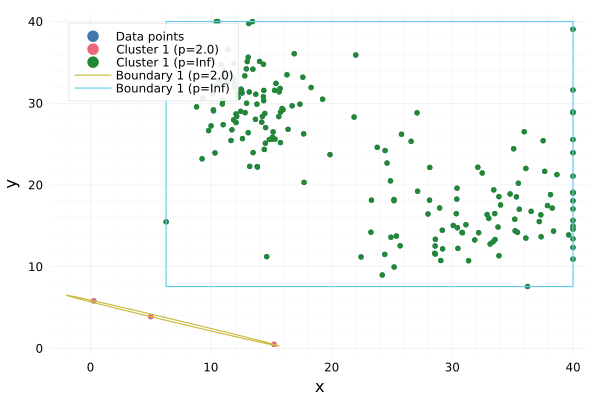 40
30
20
10
0
y
Data points
Cluster 1 (p=2.0)
Cluster 1 (p=Inf)
Boundary 1 (p=2.0)
Boundary 1 (p=Inf)
0 10 20 30 40
x